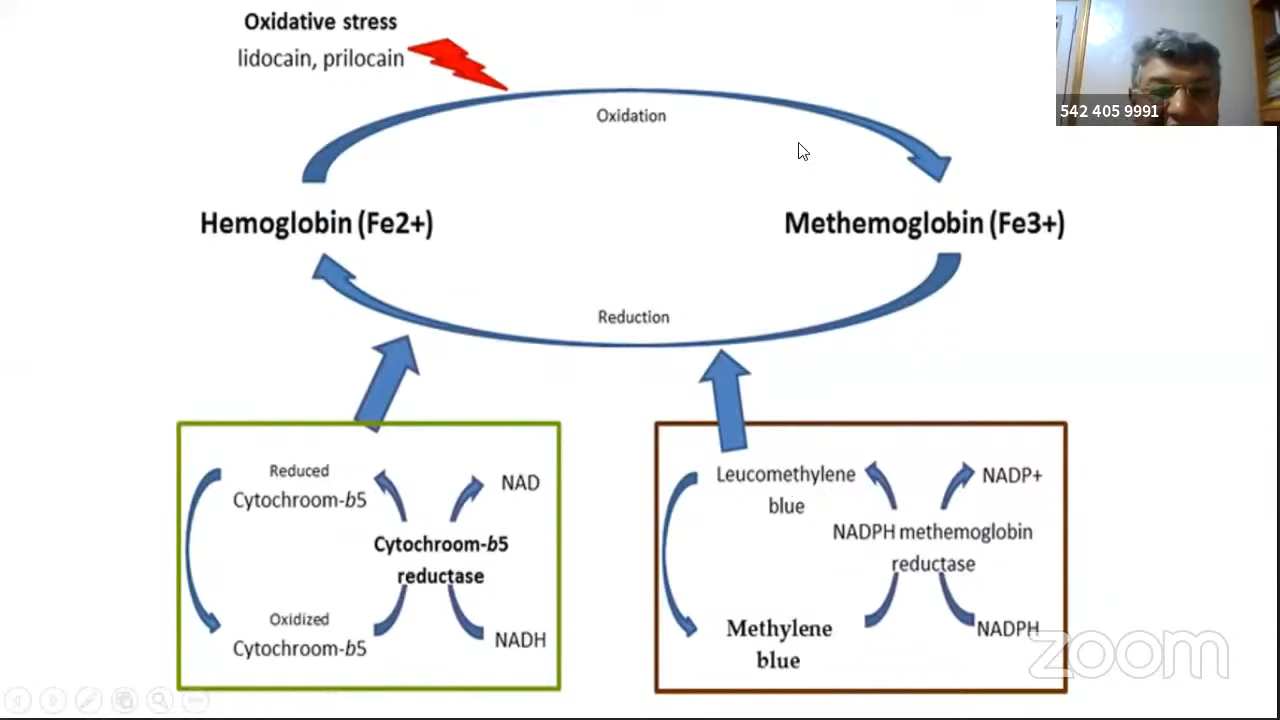 Oxidative stress
lidocain, prilocain
542 405 9991
Oxidation
Hemoglobin (Fe2+)
Methemoglobin (Fe3+)
Reduction
Reduced
Cytochroom-b5
NAD
Cytochroom-b5
reductase
Oxidized
Cytochroom-b5
NADH
Leucomethylene
blue
NADP+
NADPH methemoglobin
reductase
Methylene
blue
NADPH
zoom